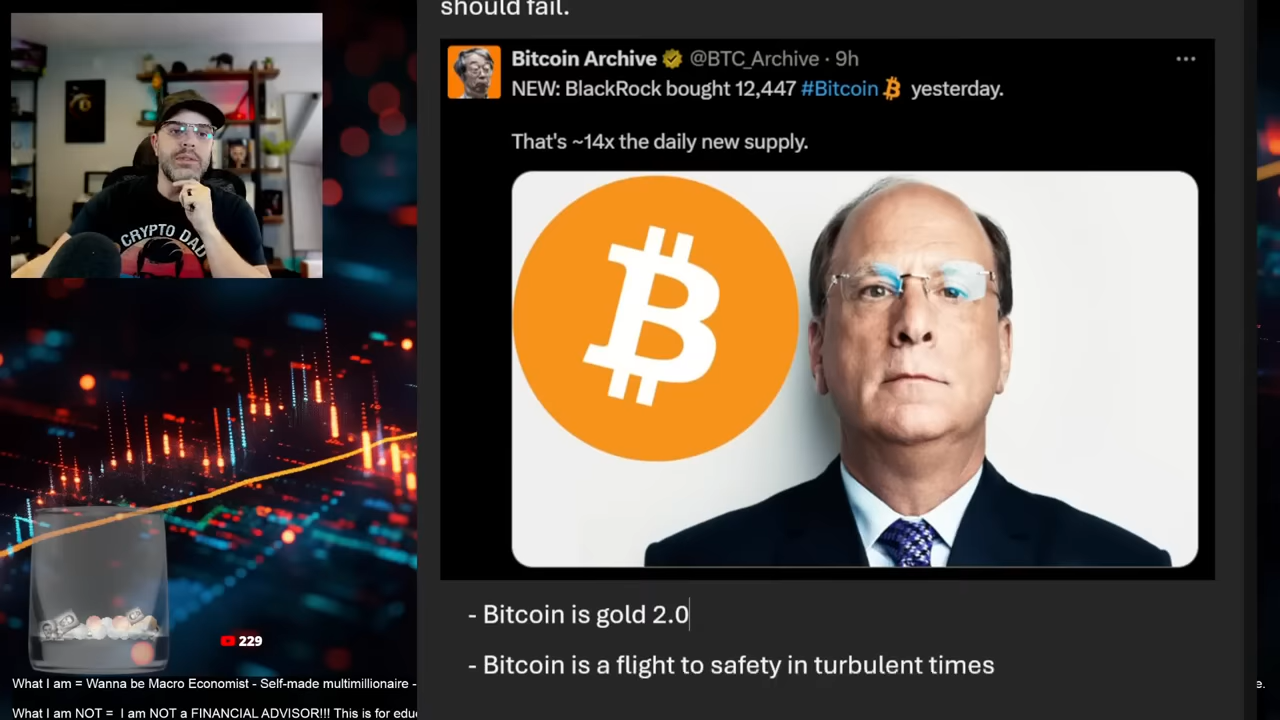 should fail.
Bitcoin Archive @BTC_Archive · 9h
NEW: BlackRock bought 12,447 #Bitcoin yesterday.
That's ~14x the daily new supply.
CRYPTO DAD
- Bitcoin is gold 2.0
- Bitcoin is a flight to safety in turbulent times
229
What I am = Wanna be Macro Economist - Self-made multimillionaire -
e.
What I am NOT = I am NOT a FINANCIAL ADVISOR!!! This is for edu